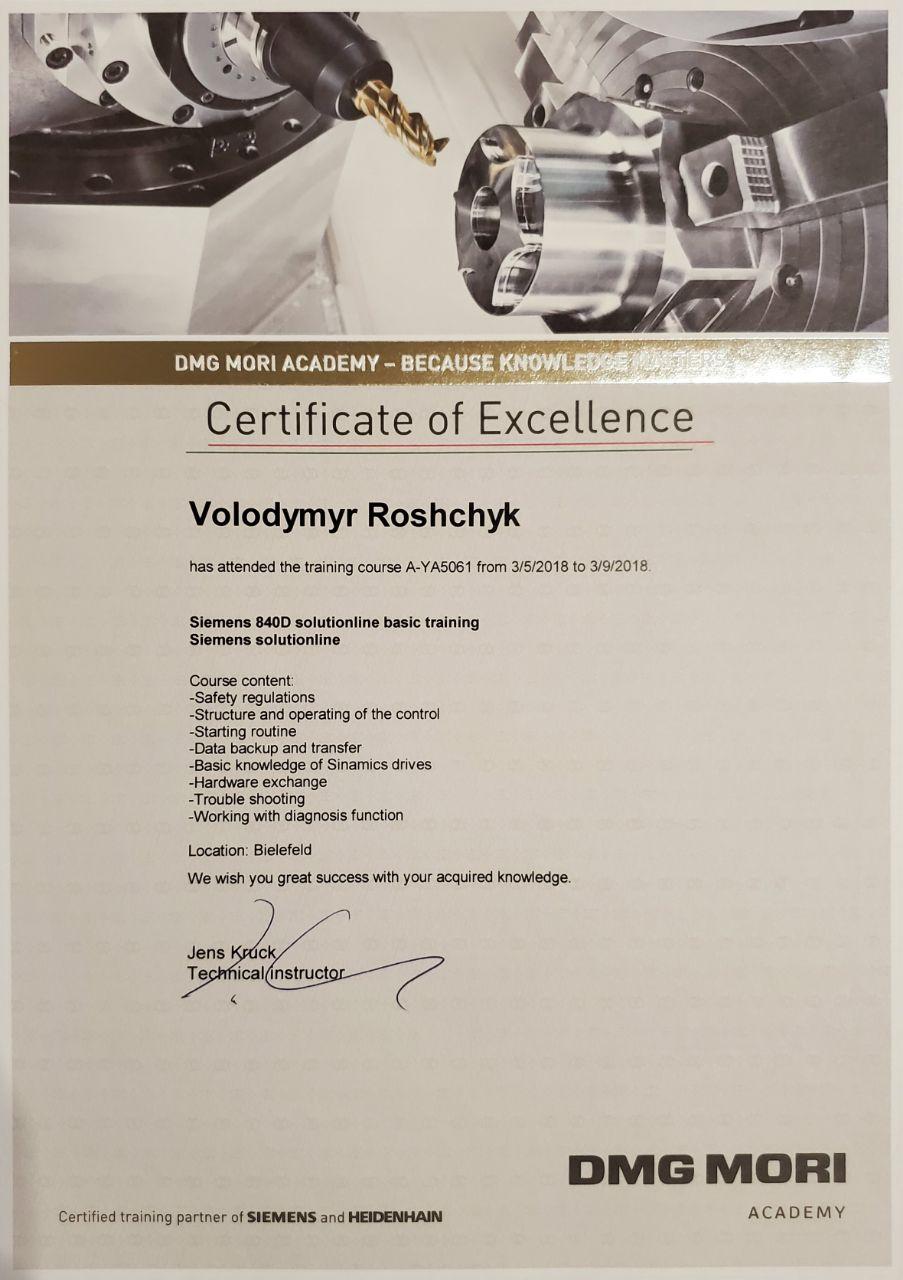 DMG MORI ACADEMY – BECAUSE KNOWLEDGE MATTERS
Certificate of Excellence
Volodymyr Roshchyk
has attended the training course A-YA5061 from 3/5/2018 to 3/9/2018.
Siemens 840D solutionline basic training
Siemens solutionline
Course content:
-Safety regulations
-Structure and operating of the control
-Starting routine
-Data backup and transfer
-Basic knowledge of Sinamics drives
-Hardware exchange
-Trouble shooting
-Working with diagnosis function
Location: Bielefeld
We wish you great success with your acquired knowledge.
Jens Kruck
Technical instructor
DMG MORI
ACADEMY
Certified training partner of SIEMENS and HEIDENHAIN